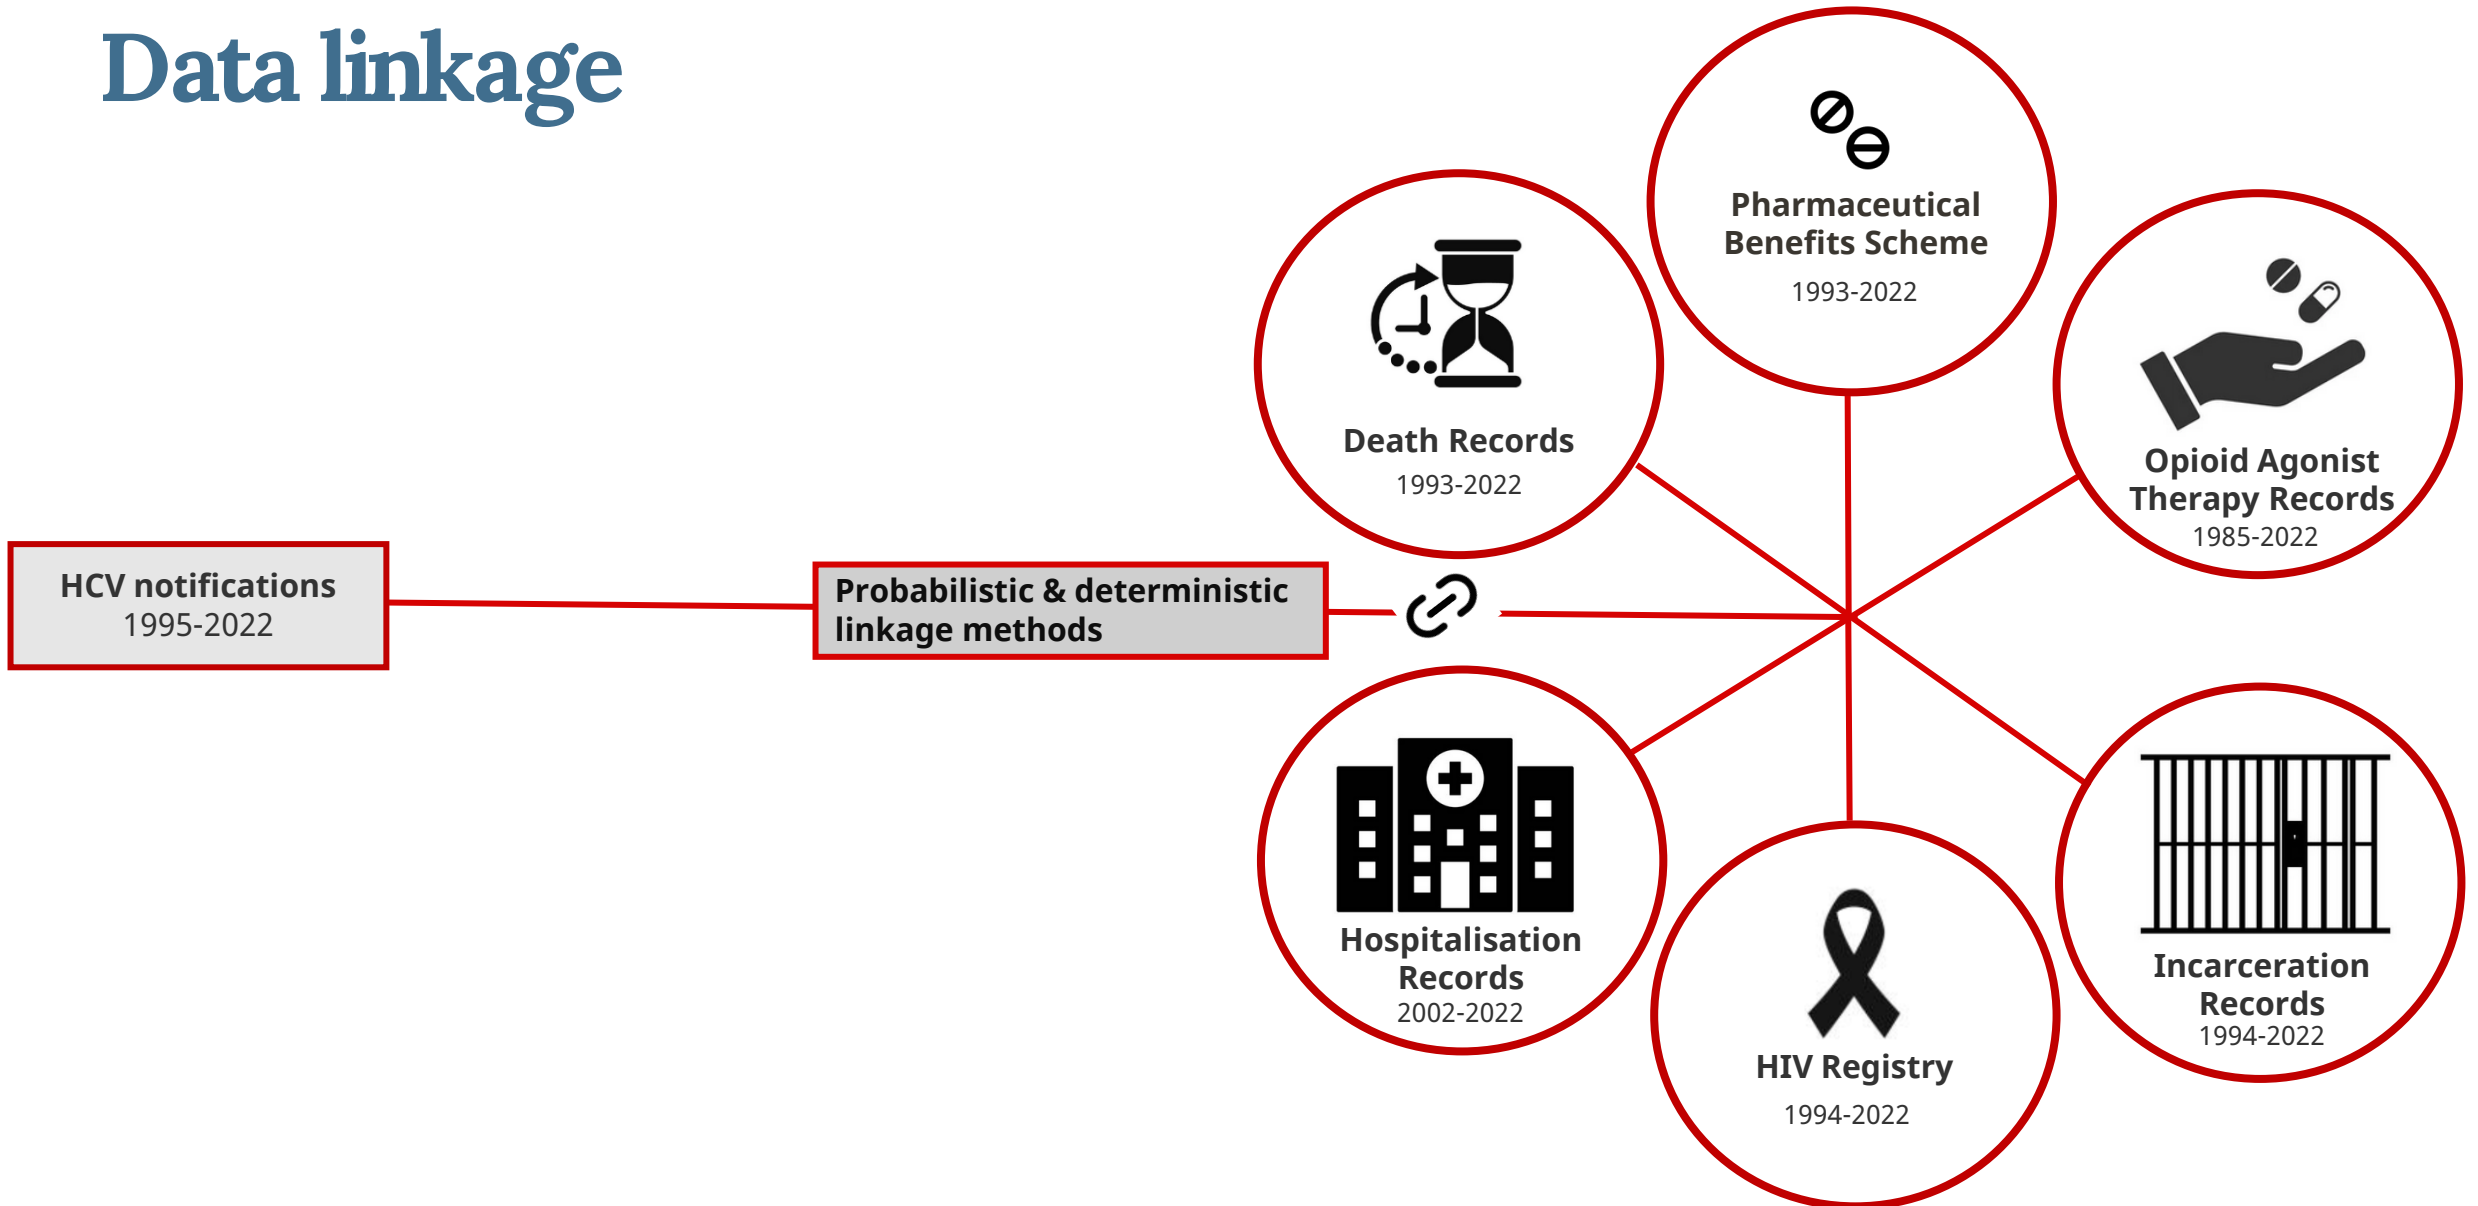 Data linkage
HCV notifications
1995-2022
Probabilistic & deterministic
linkage methods
Death Records
1993-2022
Pharmaceutical
Benefits Scheme
1993-2022
Opioid Agonist
Therapy Records
1985-2022
Hospitalisation
Records
2002-2022
HIV Registry
1994-2022
Incarceration
Records
1994-2022